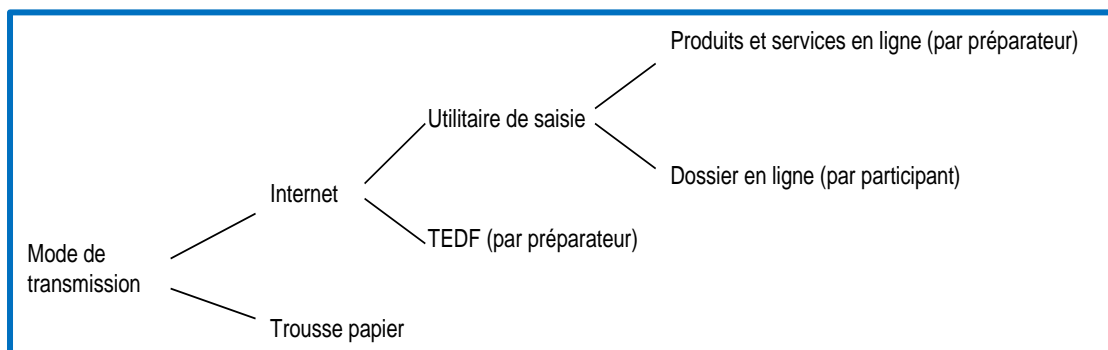 Produits et services en ligne (par préparateur)
Utilitaire de saisie
Dossier en ligne (par participant)
Internet
TEDF (par préparateur)
Mode de
transmission
Trousse papier